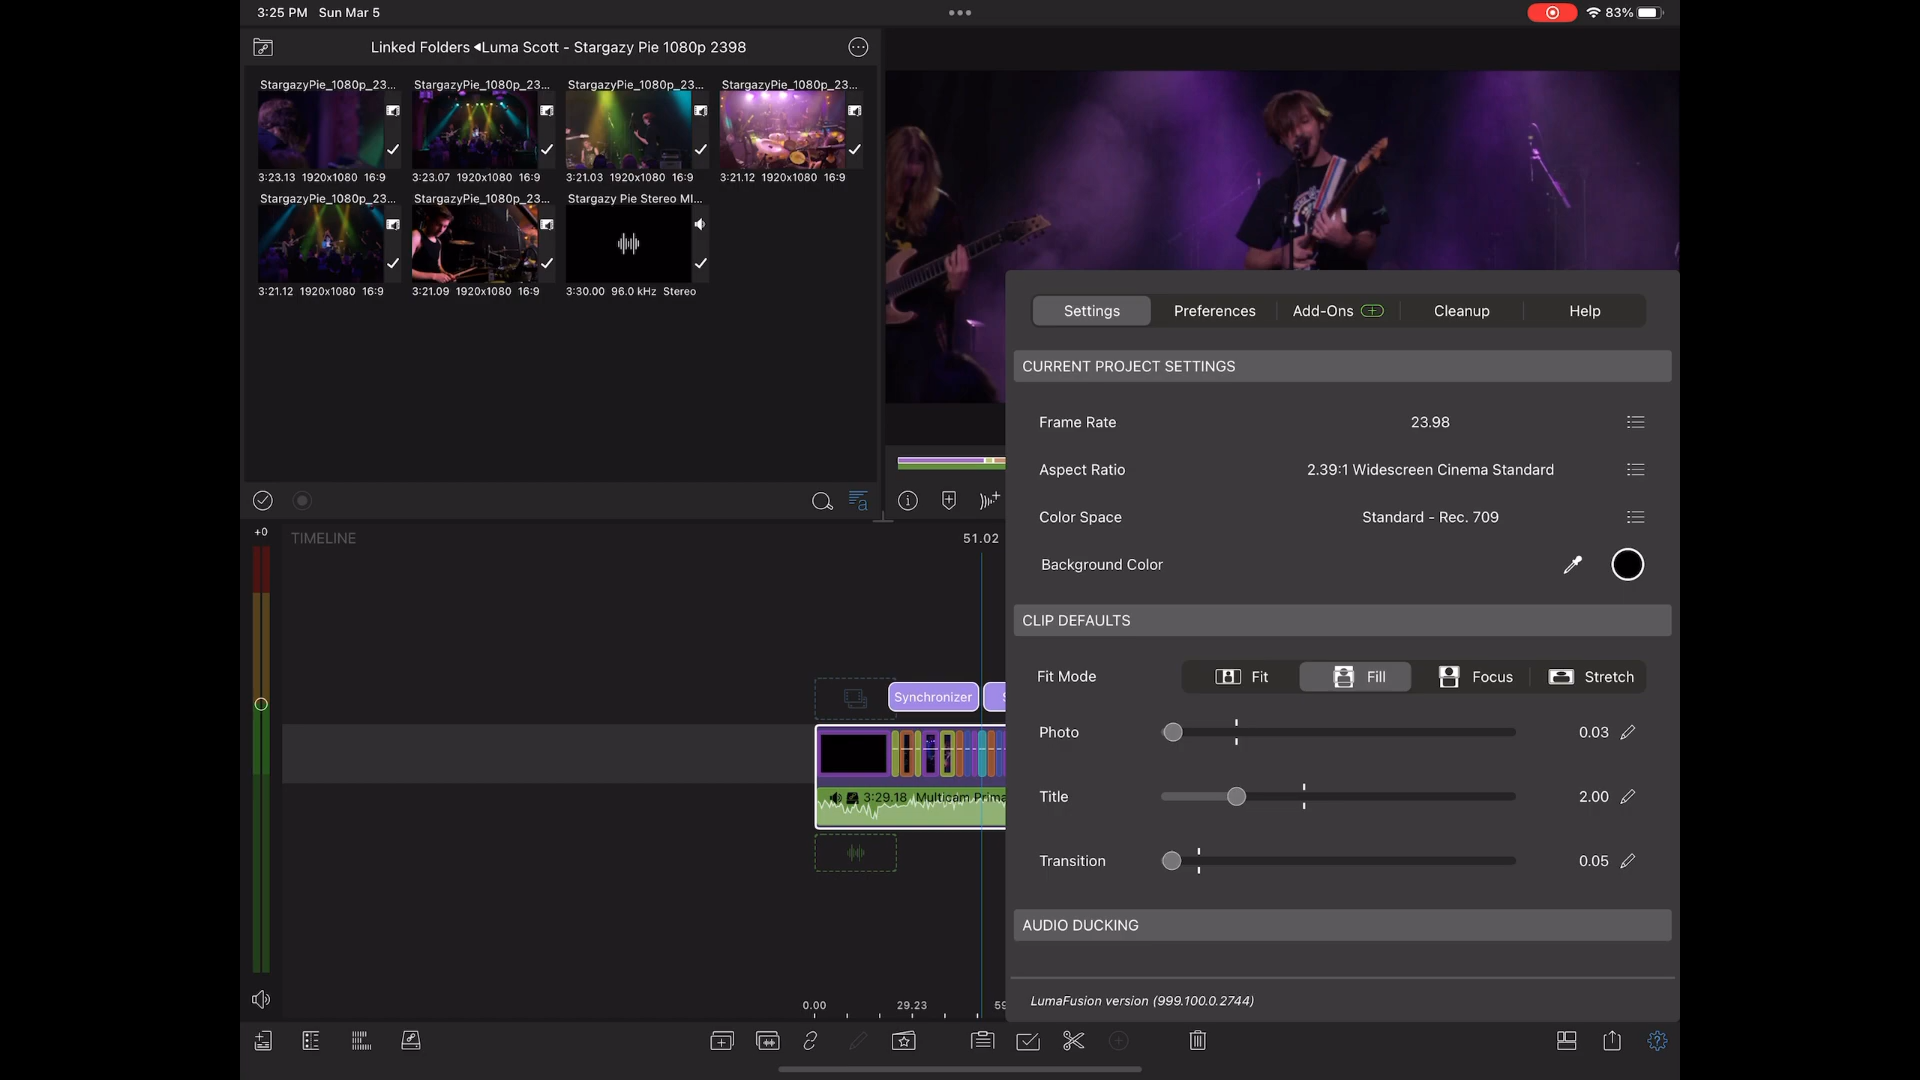 3:25 PM Sun Mar 5
83%
Linked Folders ◂Luma Scott - Stargazy Pie 1080p 2398
StargazyPie_1080p_23... StargazyPie_1080p_23... StargazyPie_1080p_23... StargazyPie_1080p_23...
3:23.13 1920x1080 16:9 3:23.07 1920x1080 16:9 3:21.03 1920x1080 16:9 3:21.12 1920x1080 16:9
StargazyPie_1080p_23... StargazyPie_1080p_23... Stargazy Pie Stereo MI...
3:21.12 1920x1080 16:9 3:21.09 1920x1080 16:9 3:30.00 96.0 kHz Stereo
Settings Preferences Add-Ons Cleanup Help
CURRENT PROJECT SETTINGS
Frame Rate 23.98
Aspect Ratio 2.39:1 Widescreen Cinema Standard
Color Space Standard - Rec. 709
Background Color
CLIP DEFAULTS
Fit Mode Fit Fill Focus Stretch
Photo 0.03
Title 2.00
Transition 0.05
AUDIO DUCKING
LumaFusion version (999.100.0.2744)
+0 TIMELINE 51.02
Synchronizer
3:29.18 Multicam Prima
0.00 29.23